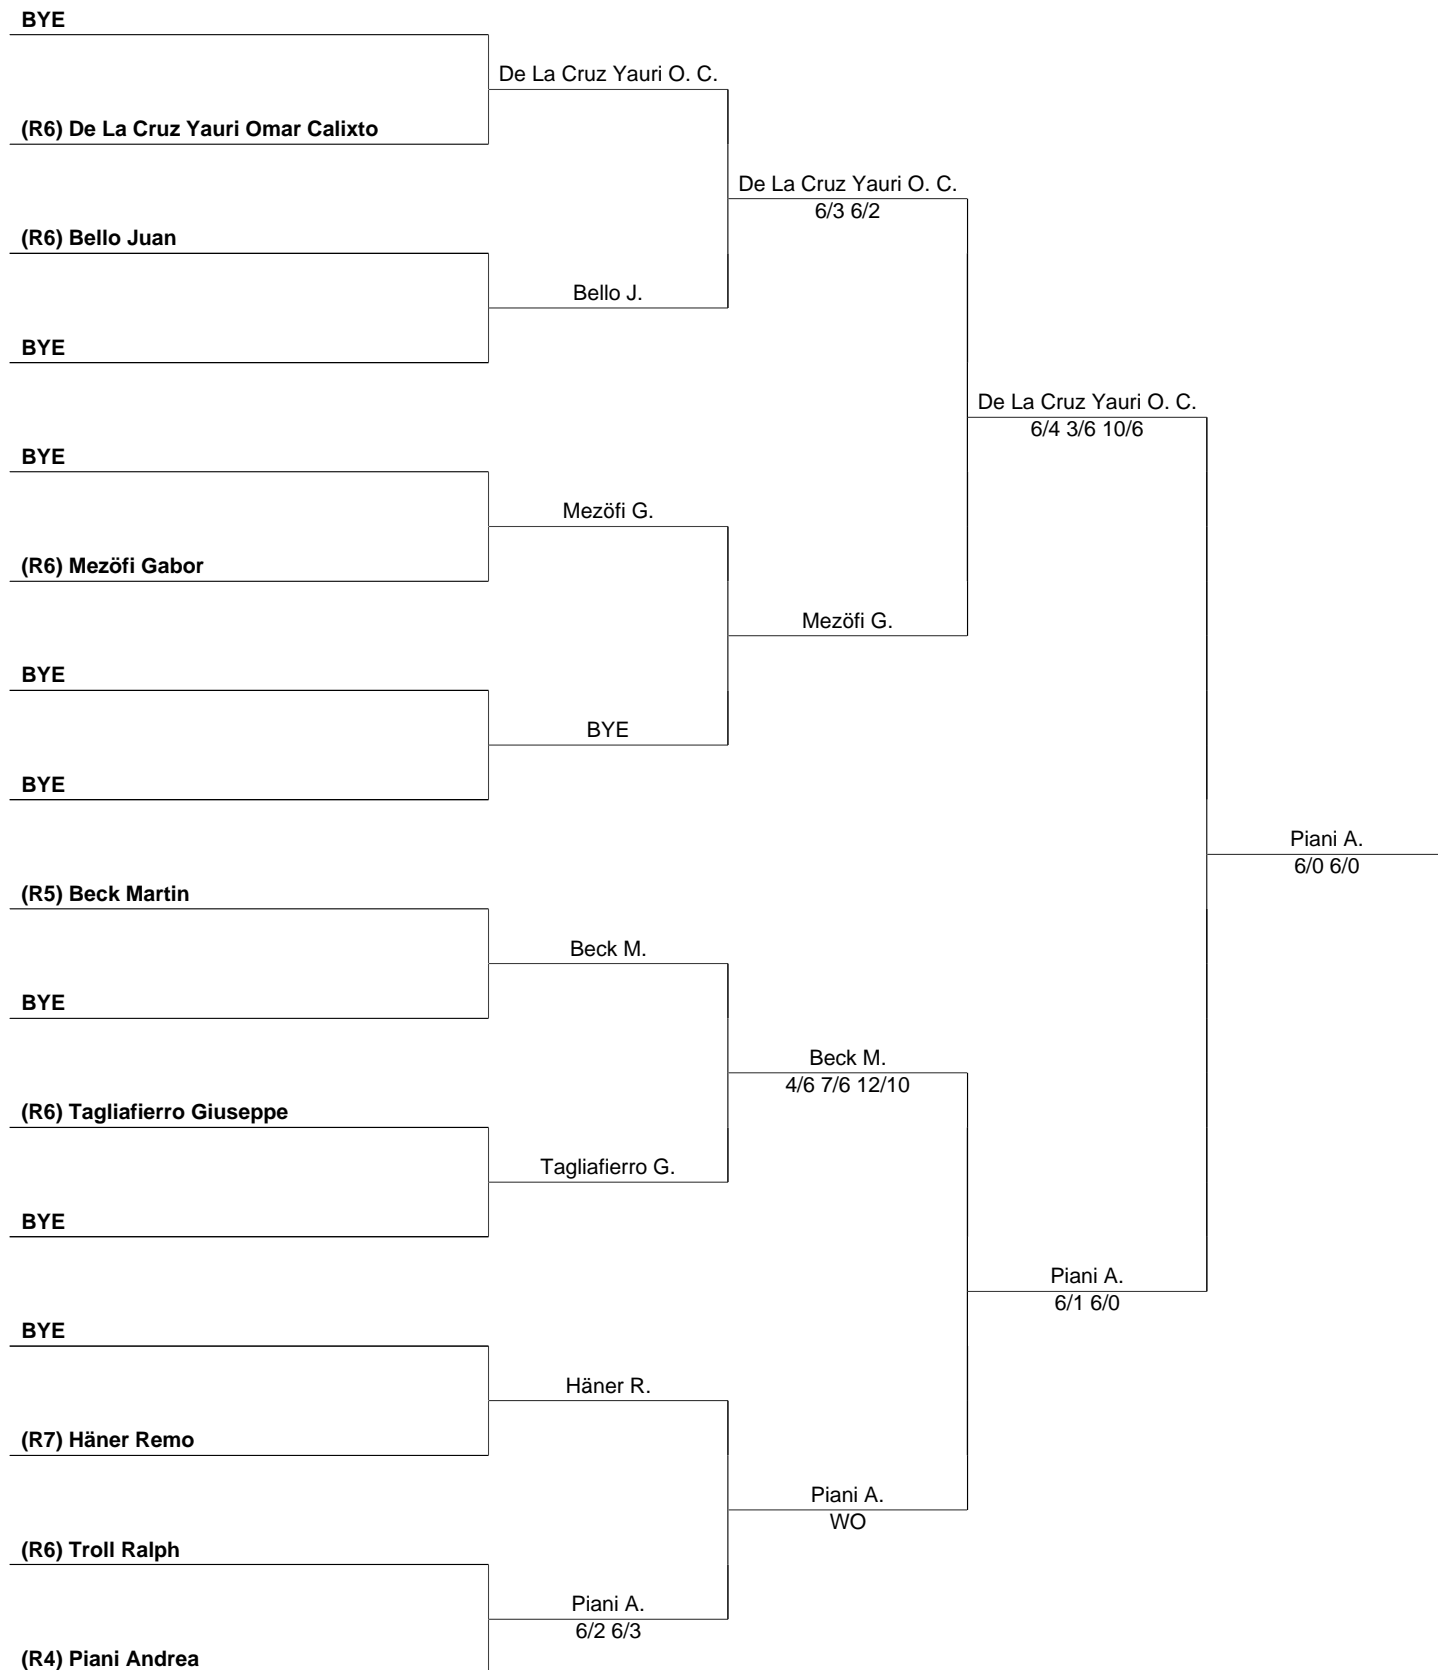 BYE
De La Cruz Yauri O. C.
(R6) De La Cruz Yauri Omar Calixto
De La Cruz Yauri O. C.
6/3 6/2
(R6) Bello Juan
Bello J.
BYE
De La Cruz Yauri O. C.
6/4 3/6 10/6
BYE
Mezöfi G.
(R6) Mezöfi Gabor
Mezöfi G.
BYE
BYE
BYE
Piani A.
6/0 6/0
(R5) Beck Martin
Beck M.
BYE
Beck M.
4/6 7/6 12/10
(R6) Tagliafierro Giuseppe
Tagliafierro G.
BYE
Piani A.
6/1 6/0
BYE
Häner R.
(R7) Häner Remo
Piani A.
WO
(R6) Troll Ralph
Piani A.
6/2 6/3
(R4) Piani Andrea